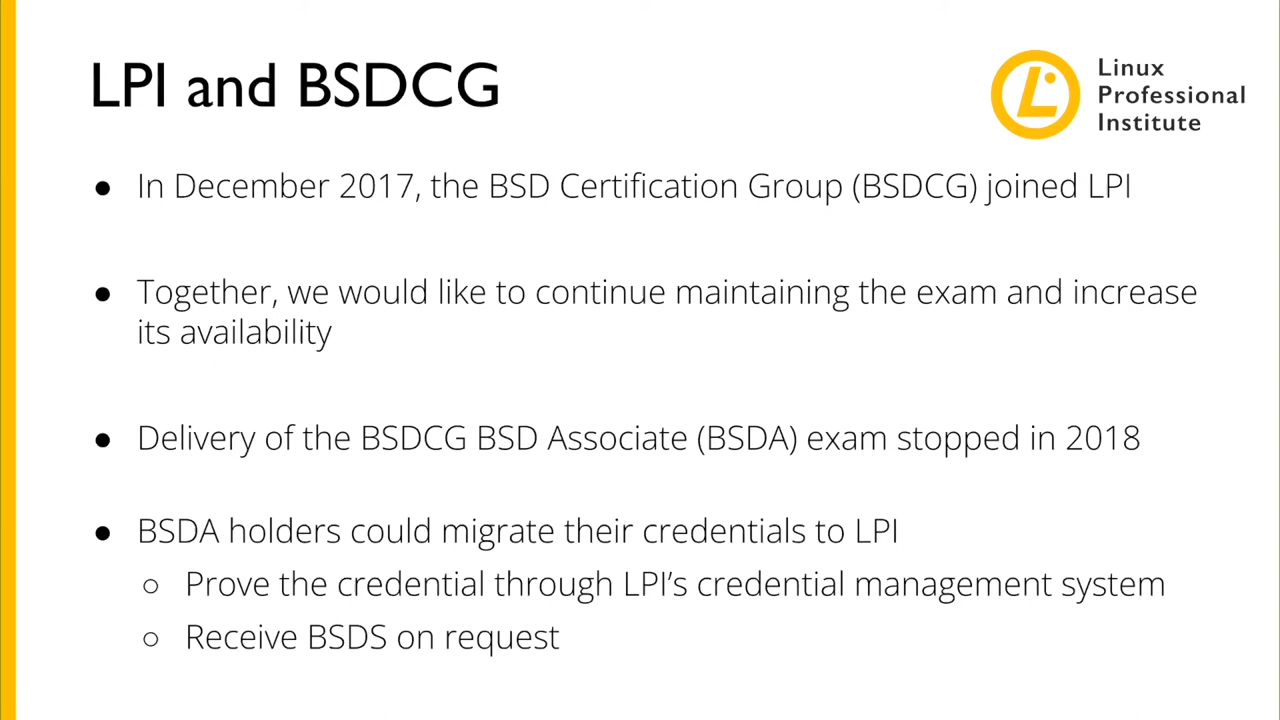 LPI and BSDCG
Linux
Professional
Institute
● In December 2017, the BSD Certification Group (BSDCG) joined LPI
● Together, we would like to continue maintaining the exam and increase
its availability
● Delivery of the BSDCG BSD Associate (BSDA) exam stopped in 2018
● BSDA holders could migrate their credentials to LPI
○ Prove the credential through LPI’s credential management system
○ Receive BSDS on request